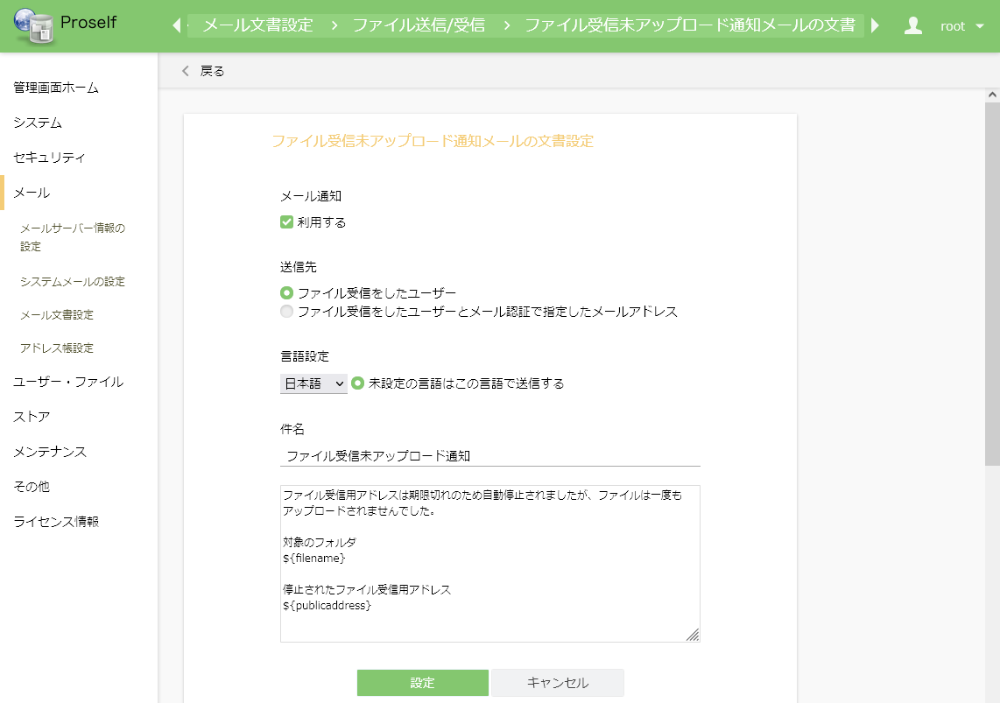 Proself
メール文書設定 > ファイル送信/受信 > ファイル受信未アップロード通知メールの文書
root
戻る
管理画面ホーム
システム
セキュリティ
メール
メールサーバー情報の
設定
システムメールの設定
メール文書設定
アドレス帳設定
ユーザー・ファイル
ストア
メンテナンス
その他
ライセンス情報
ファイル受信未アップロード通知メールの文書設定
メール通知
利用する
送信先
ファイル受信をしたユーザー
ファイル受信をしたユーザーとメール認証で指定したメールアドレス
言語設定
日本語 未設定の言語はこの言語で送信する
件名
ファイル受信未アップロード通知
ファイル受信用アドレスは期限切れのため自動停止されましたが、ファイルは一度も
アップロードされませんでした。
対象のフォルダ
${filename}
停止されたファイル受信用アドレス
${publicaddress}
設定 キャンセル